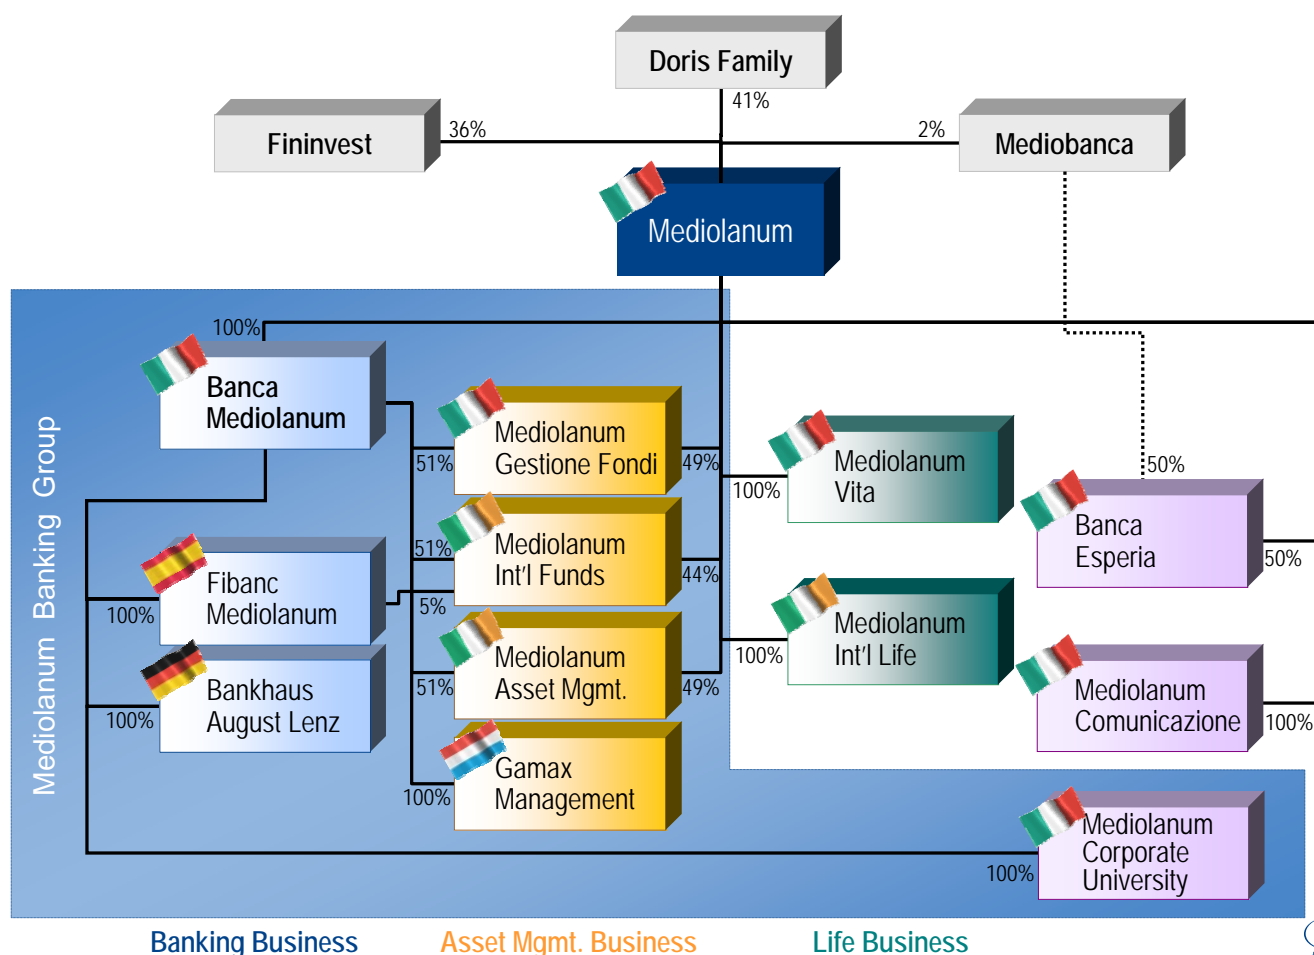 Doris Family
41%
Fininvest
36%
2%
Mediobanca
Mediolanum
100%
Banca
Mediolanum
Mediolanum
Gestione Fondi
51%
49%
Mediolanum
Vita
100%
50%
Banca
Esperia
50%
Mediolanum
Int'l Funds
51%
44%
5%
Fibanc
Mediolanum
100%
Mediolanum
Int'l Life
100%
Mediolanum
Asset Mgmt.
51%
49%
Bankhaus
August Lenz
100%
Mediolanum
Comunicazione
100%
Gamax
Management
100%
Mediolanum
Corporate
University
100%
Mediolanum Banking Group
Banking Business
Asset Mgmt. Business
Life Business